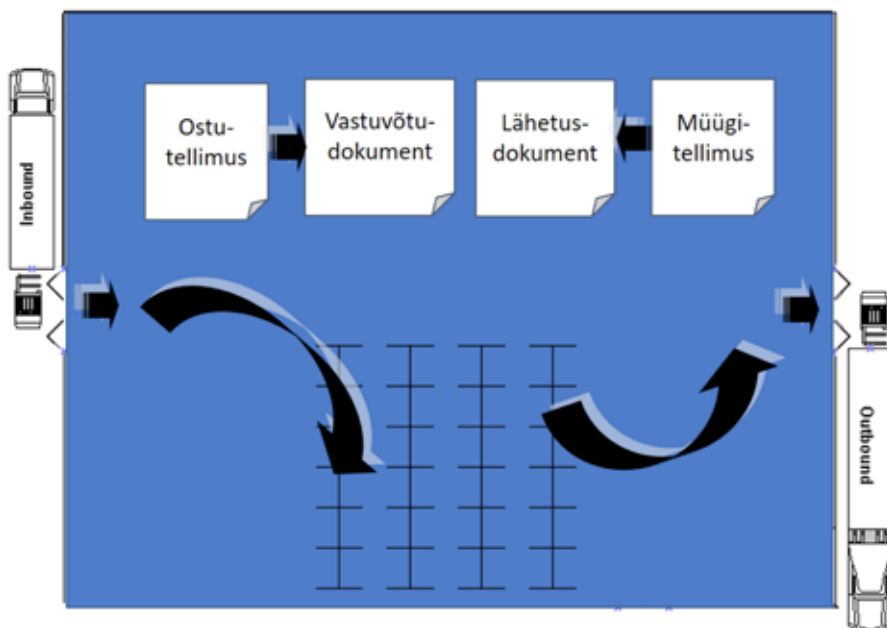 Ostu-
tellimus
Vastuvõtu-
dokument
Lähetus-
dokument
Müügi-
tellimus
Inbound
Outbound